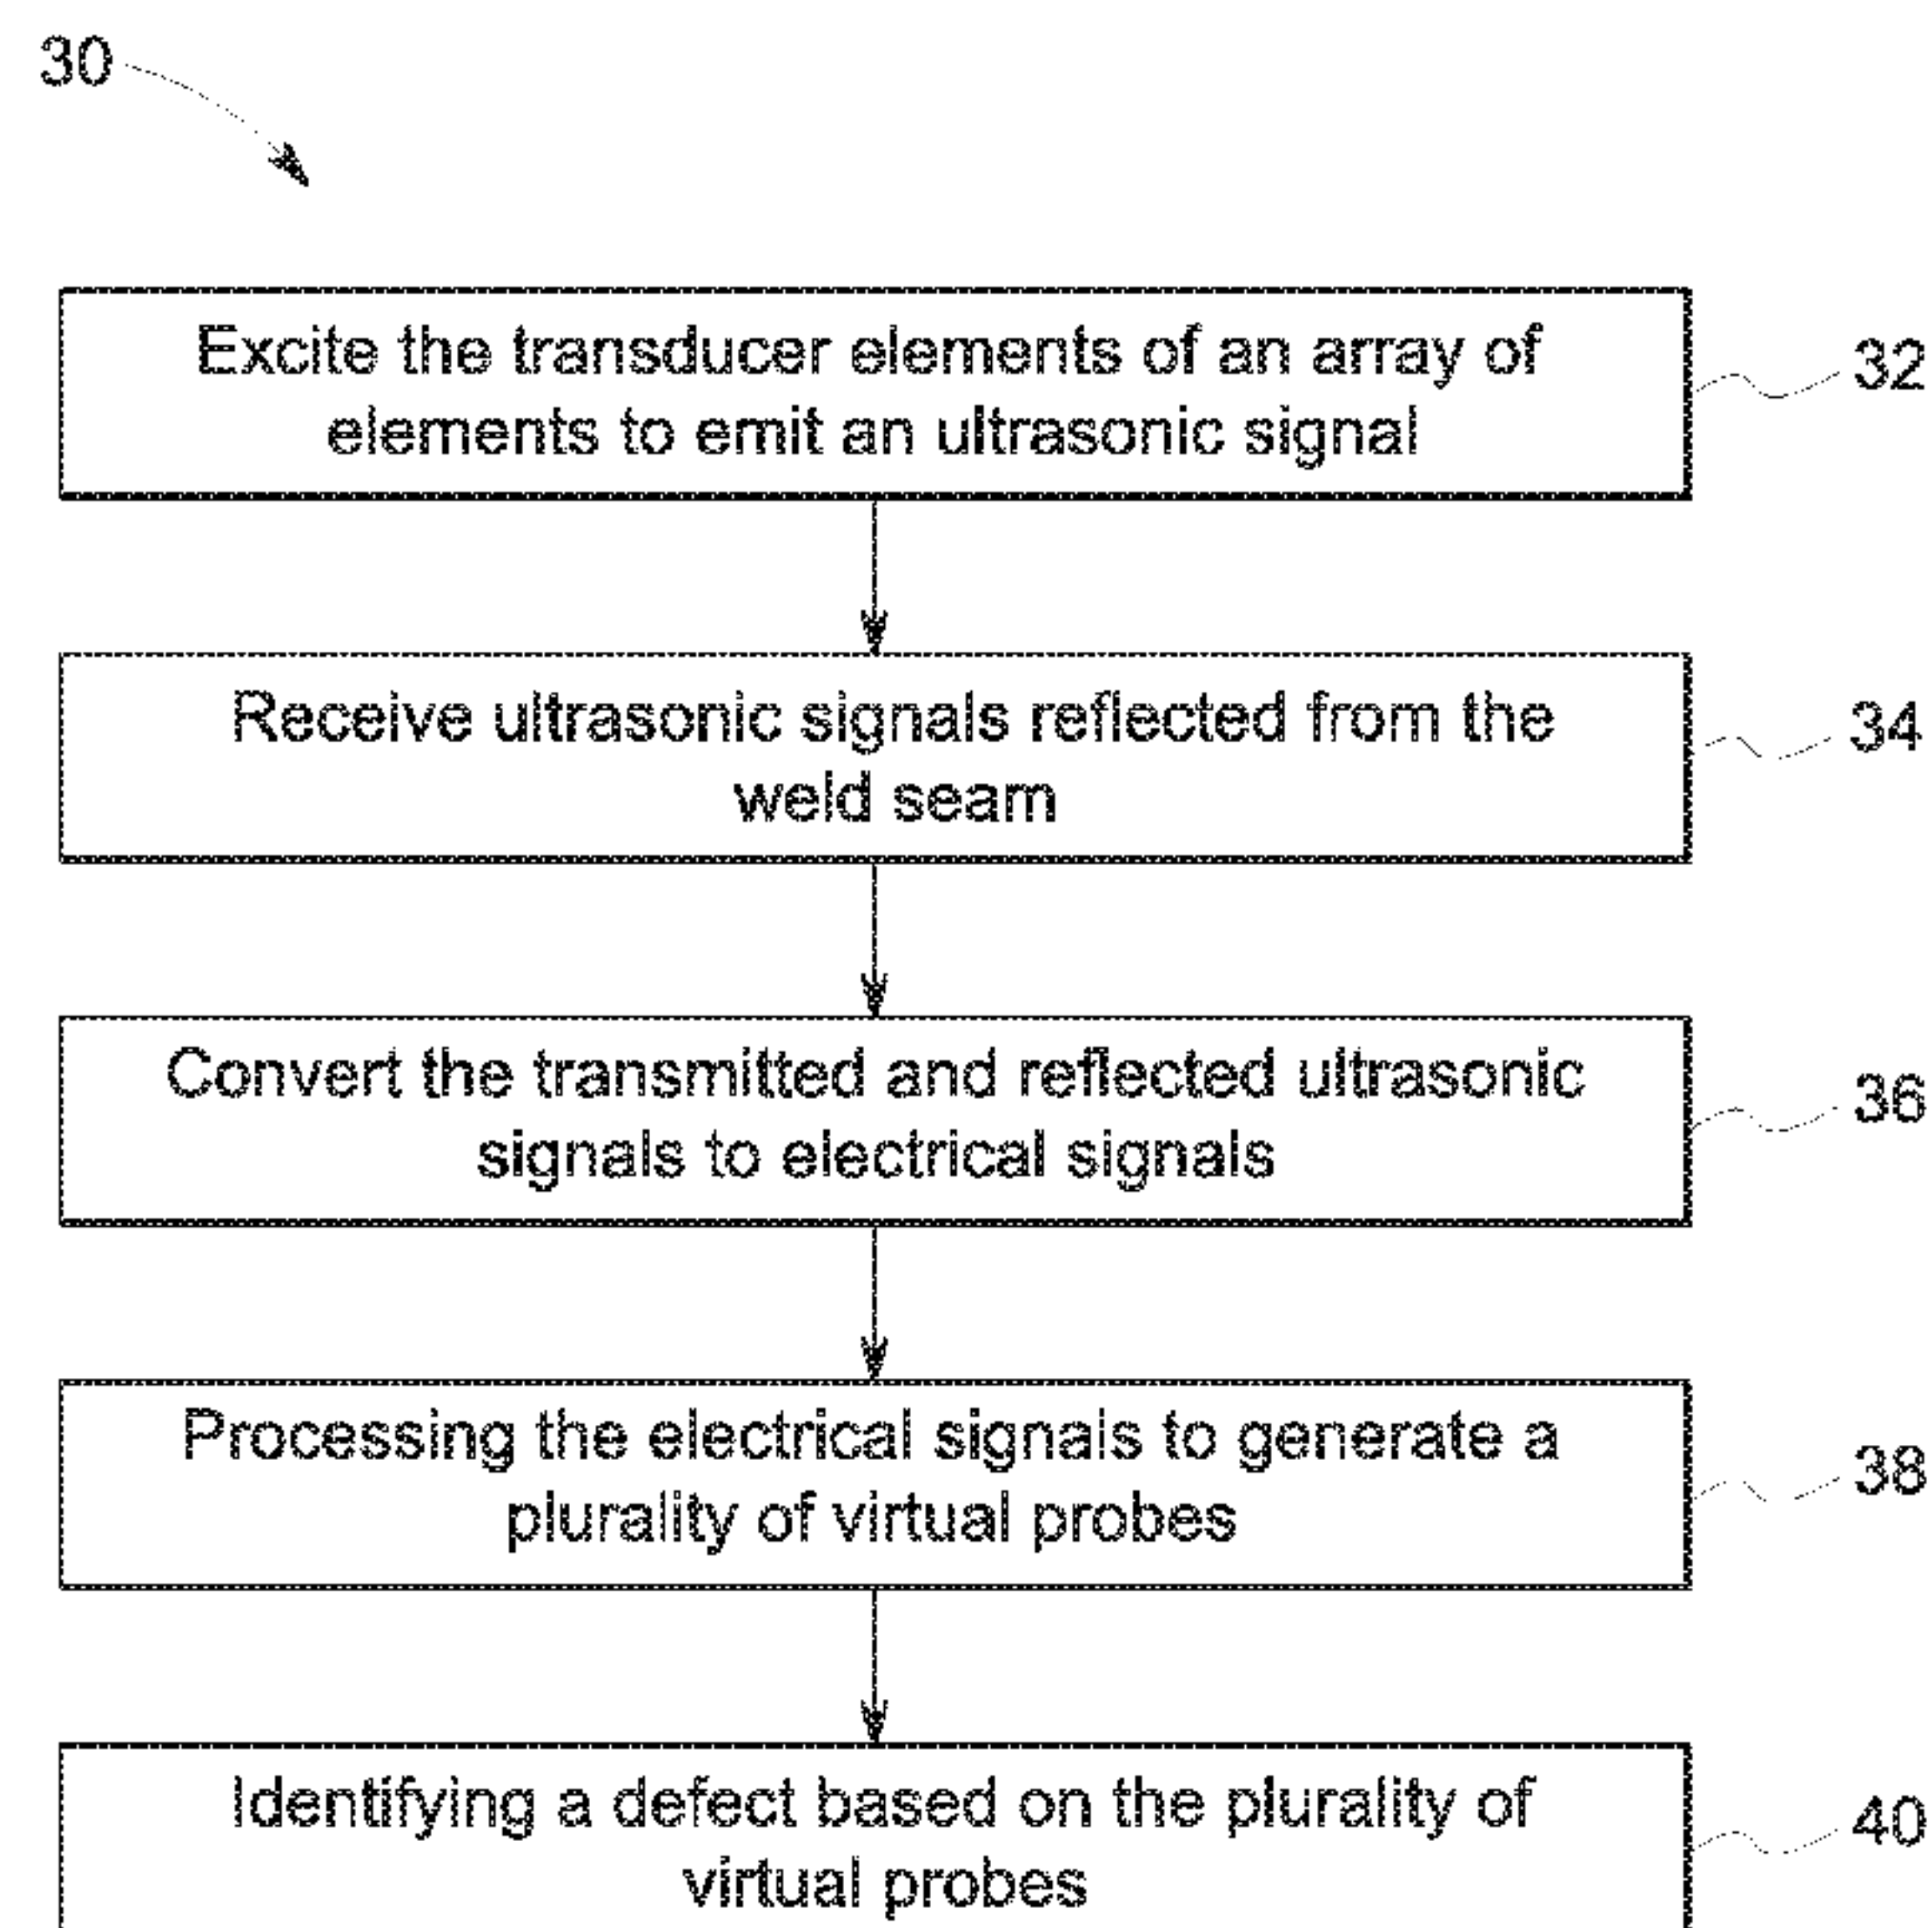 30
Excite the transducer elements of an array of
elements to emit an ultrasonic signal
32
Receive ultrasonic signals reflected from the
weld seam
34
Convert the transmitted and reflected ultrasonic
signals to electrical signals
36
Processing the electrical signals to generate a
plurality of virtual probes
38
Identifying a defect based on the plurality of
virtual probes
40